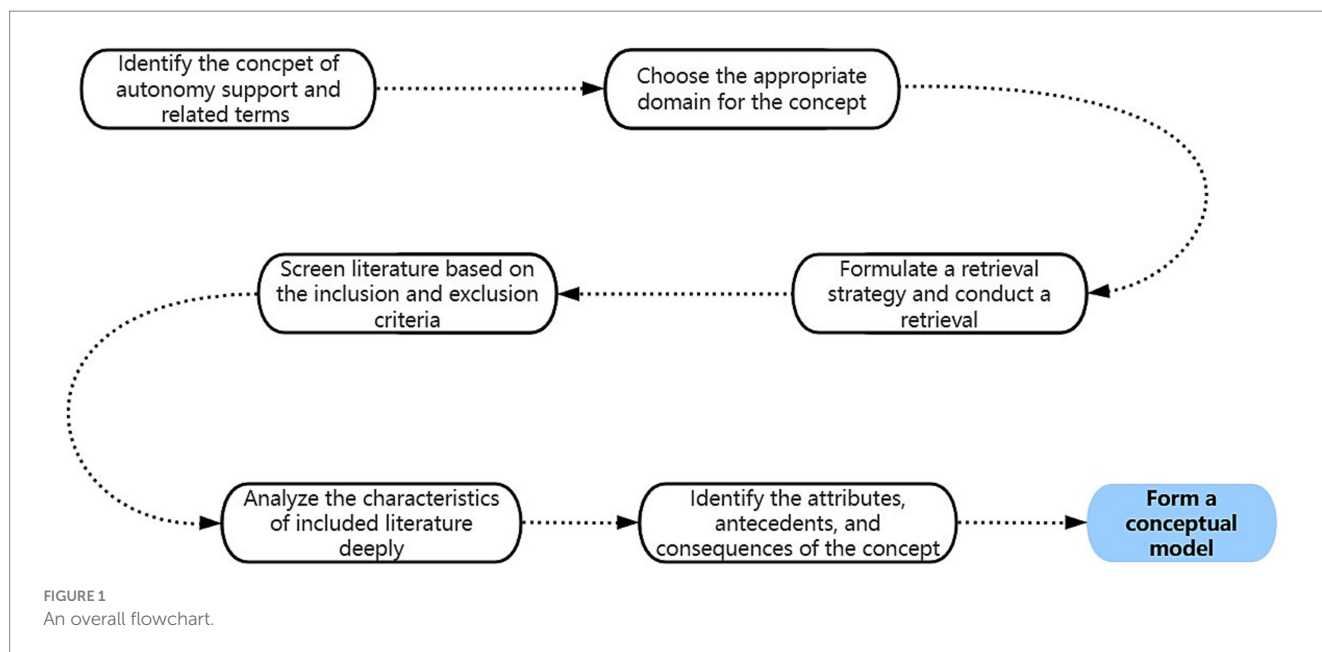 Identify the concpet of
autonomy support and
related terms
Choose the appropriate
domain for the concept
Formulate a retrieval
strategy and conduct a
retrieval
Screen literature based on
the inclusion and exclusion
criteria
Analyze the characteristics
of included literature
deeply
Identify the attributes,
antecedents, and
consequences of the concept
Form a
conceptual
model
FIGURE 1
An overall flowchart.